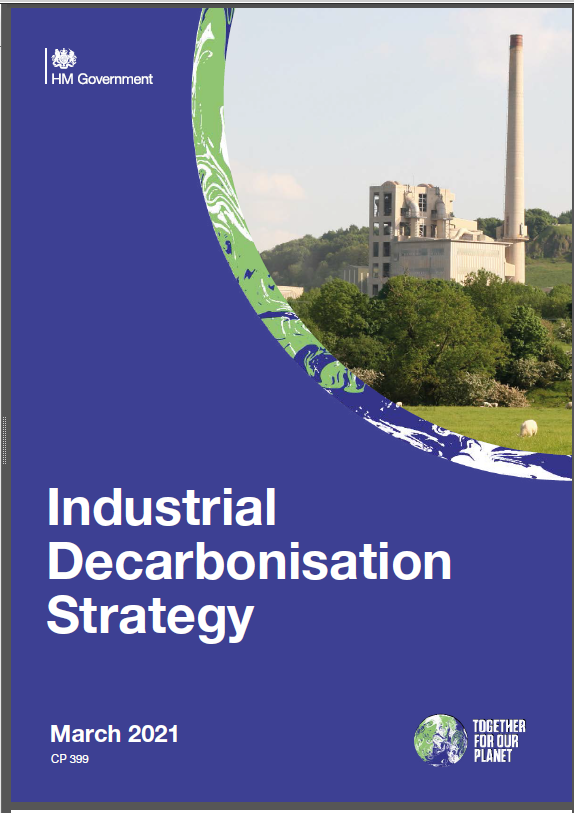 HM Government
Industrial
Decarbonisation
Strategy
March 2021
CP 399
TOGETHER
FOR OUR
PLANET